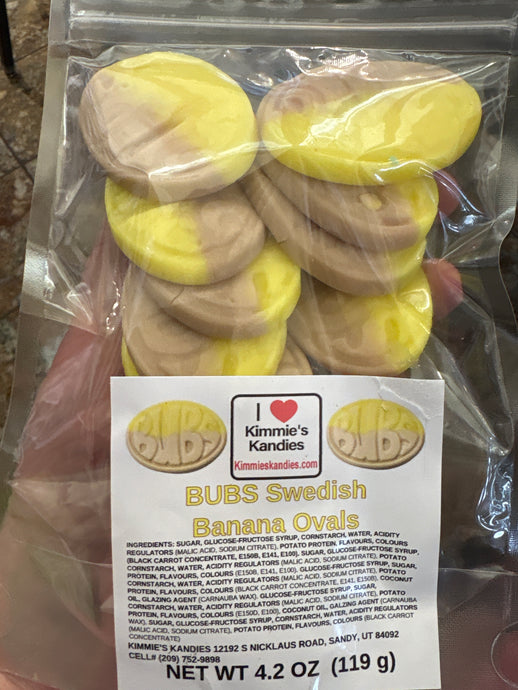 BUBS
I ❤ BUBS
Kimmie's
Kandies
Kimmieskandies.com
BUBS Swedish
Banana Ovals
INGREDIENTS: SUGAR, GLUCOSE-FRUCTOSE SYRUP, CORNSTARCH, WATER, ACIDITY
REGULATORS (MALIC ACID, SODIUM CITRATE), POTATO PROTEIN, FLAVOURS, COLOURS
(BLACK CARROT CONCENTRATE, E150B, E141, E100). SUGAR, GLUCOSE-FRUCTOSE SYRUP,
CORNSTARCH, WATER, ACIDITY REGULATORS (MALIC ACID, SODIUM CITRATE), POTATO
PROTEIN, FLAVOURS, COLOURS (E150B, E141, E100). GLUCOSE-FRUCTOSE SYRUP, SUGAR,
CORNSTARCH, WATER, ACIDITY REGULATORS (MALIC ACID, SODIUM CITRATE), POTATO
PROTEIN, FLAVOURS, COLOURS (BLACK CARROT CONCENTRATE, E141, E150B). COCONUT
OIL, GLAZING AGENT (CARNAUBA WAX). GLUCOSE-FRUCTOSE SYRUP, SUGAR,
CORNSTARCH, WATER, ACIDITY REGULATORS (MALIC ACID, SODIUM CITRATE), POTATO
PROTEIN, FLAVOURS, COLOURS (E150D, E100). COCONUT OIL, GALZING AGENT (CARNAUBA
WAX). SUGAR, GLUCOSE-FRUCTOSE SYRUP, CORNSTARCH, WATER, ACIDITY REGULATORS
(MALIC ACID, SODIUM CITRATE), POTATO PROTEIN, FLAVOURS, COLOURS (BLACK CARROT
CONCENTRATE)
KIMMIE'S KANDIES 12192 S NICKLAUS ROAD, SANDY, UT 84092
CELL# (209) 752-9898
NET WT 4.2 OZ (119 g)